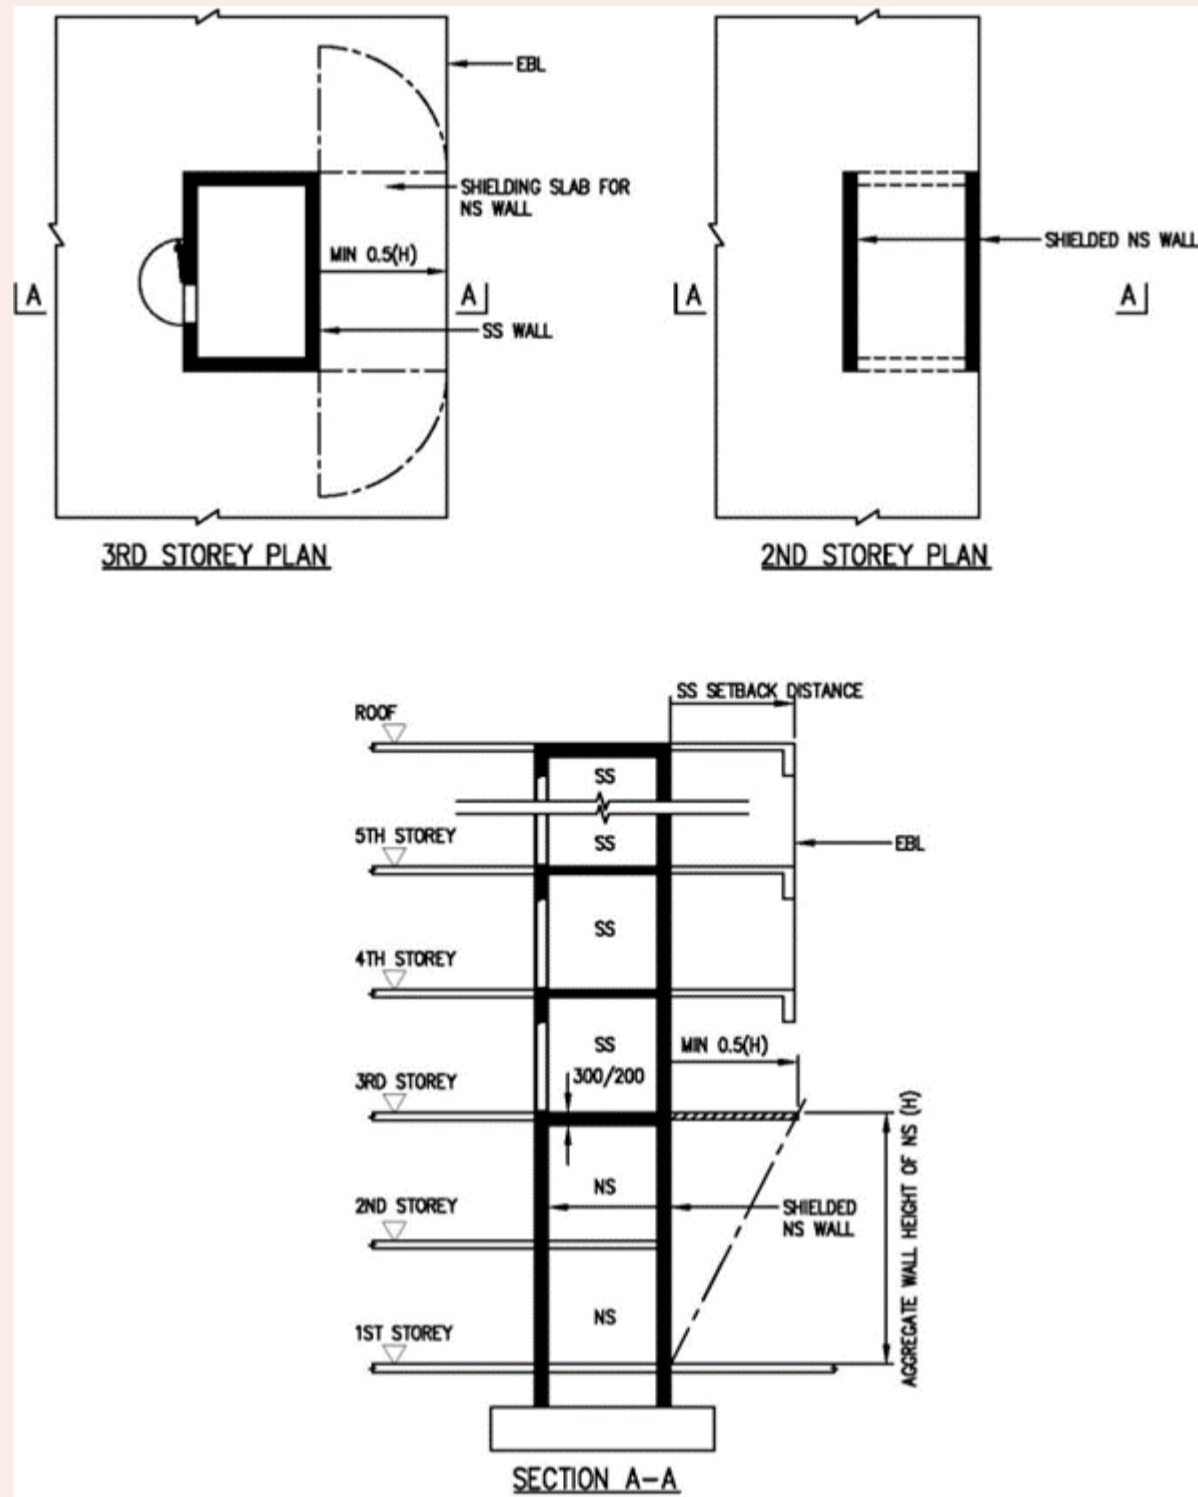 EBL
SHIELDING SLAB FOR
NS WALL
MIN 0.5(H)
A
A
SS WALL
3RD STOREY PLAN
SHIELDED NS WALL
A
A
2ND STOREY PLAN
SS SETBACK DISTANCE
ROOF
SS
5TH STOREY
SS
EBL
SS
4TH STOREY
SS
MIN 0.5(H)
300/200
3RD STOREY
NS
2ND STOREY
SHIELDED
NS WALL
AGGREGATE WALL HEIGHT OF NS (H)
NS
1ST STOREY
SECTION A-A